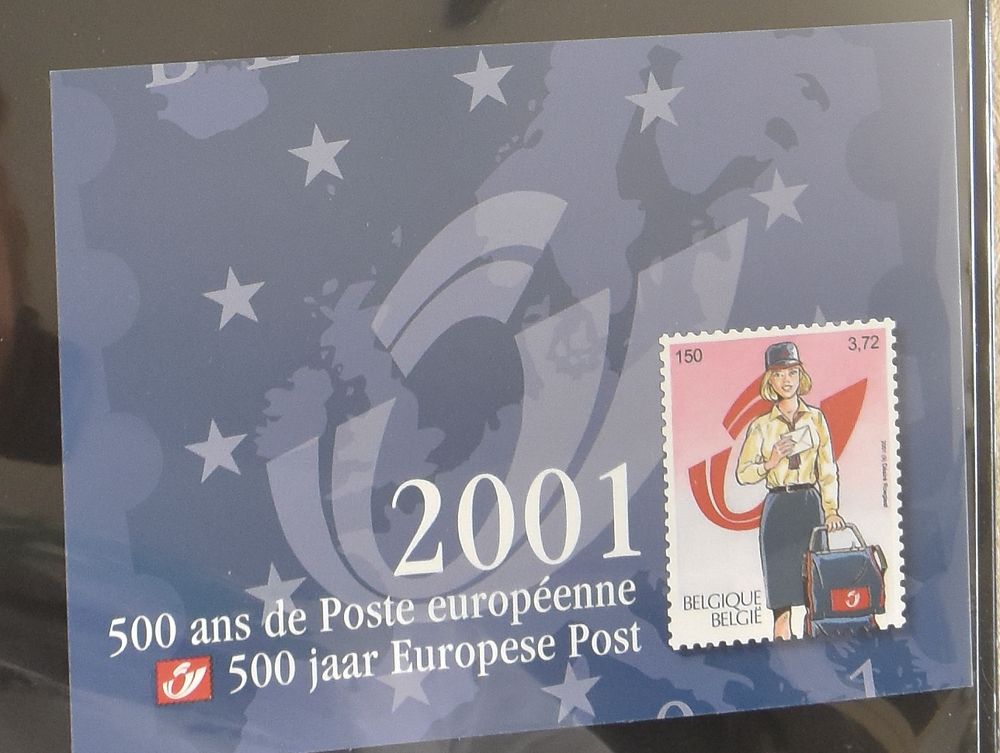 150 3,72
BELGIQUE
BELGIË
2001
500 ans de Poste européenne
500 jaar Europese Post